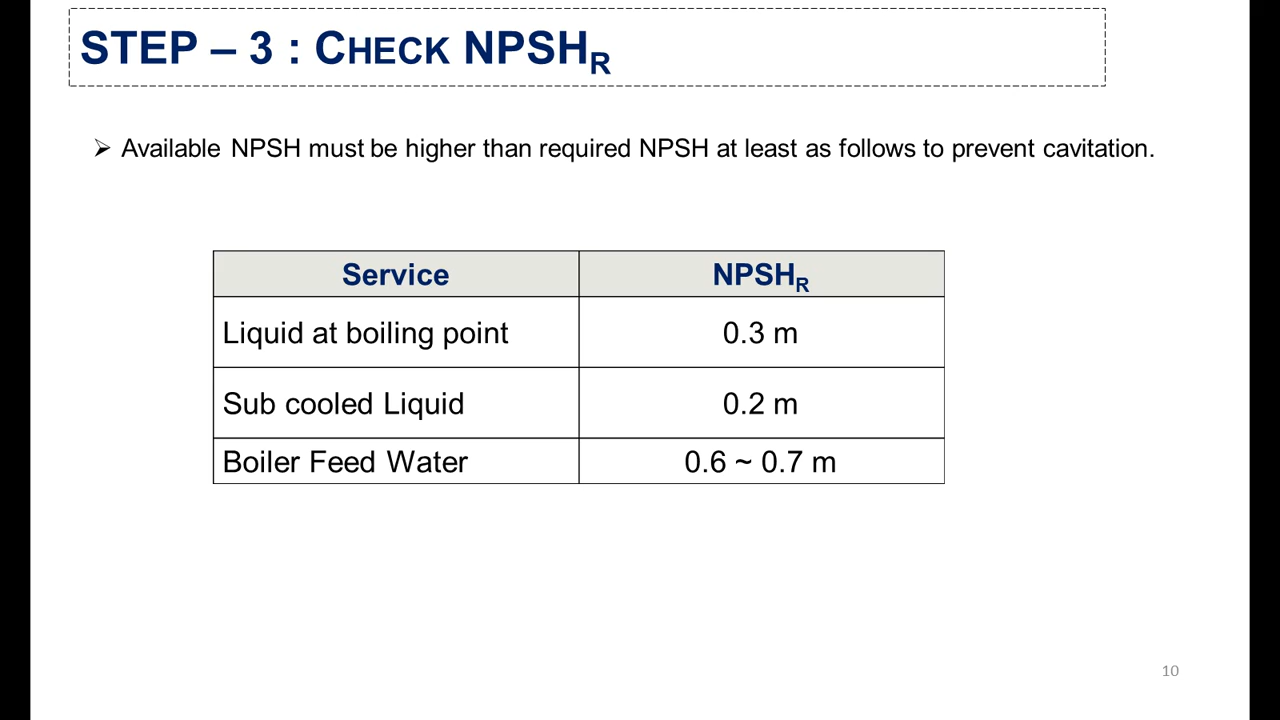 STEP – 3 : CHECK NPSHR
➢ Available NPSH must be higher than required NPSH at least as follows to prevent cavitation.
Service NPSHR
Liquid at boiling point 0.3 m
Sub cooled Liquid 0.2 m
Boiler Feed Water 0.6 ~ 0.7 m
10